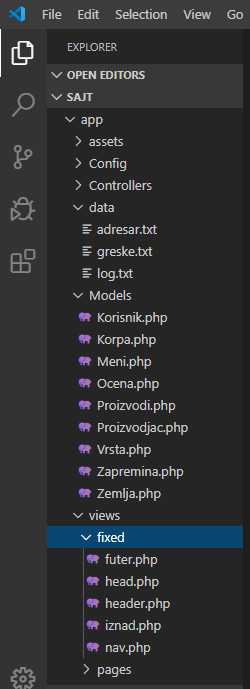 File Edit Selection View Go
EXPLORER
OPEN EDITORS
SAJT
app
assets
Config
Controllers
data
adresar.txt
greske.txt
log.txt
Models
Korisnik.php
Korpa.php
Meni.php
Ocena.php
Proizvodi.php
Proizvodjac.php
Vrsta.php
Zapremina.php
Zemlja.php
views
fixed
futer.php
head.php
header.php
iznad.php
nav.php
pages